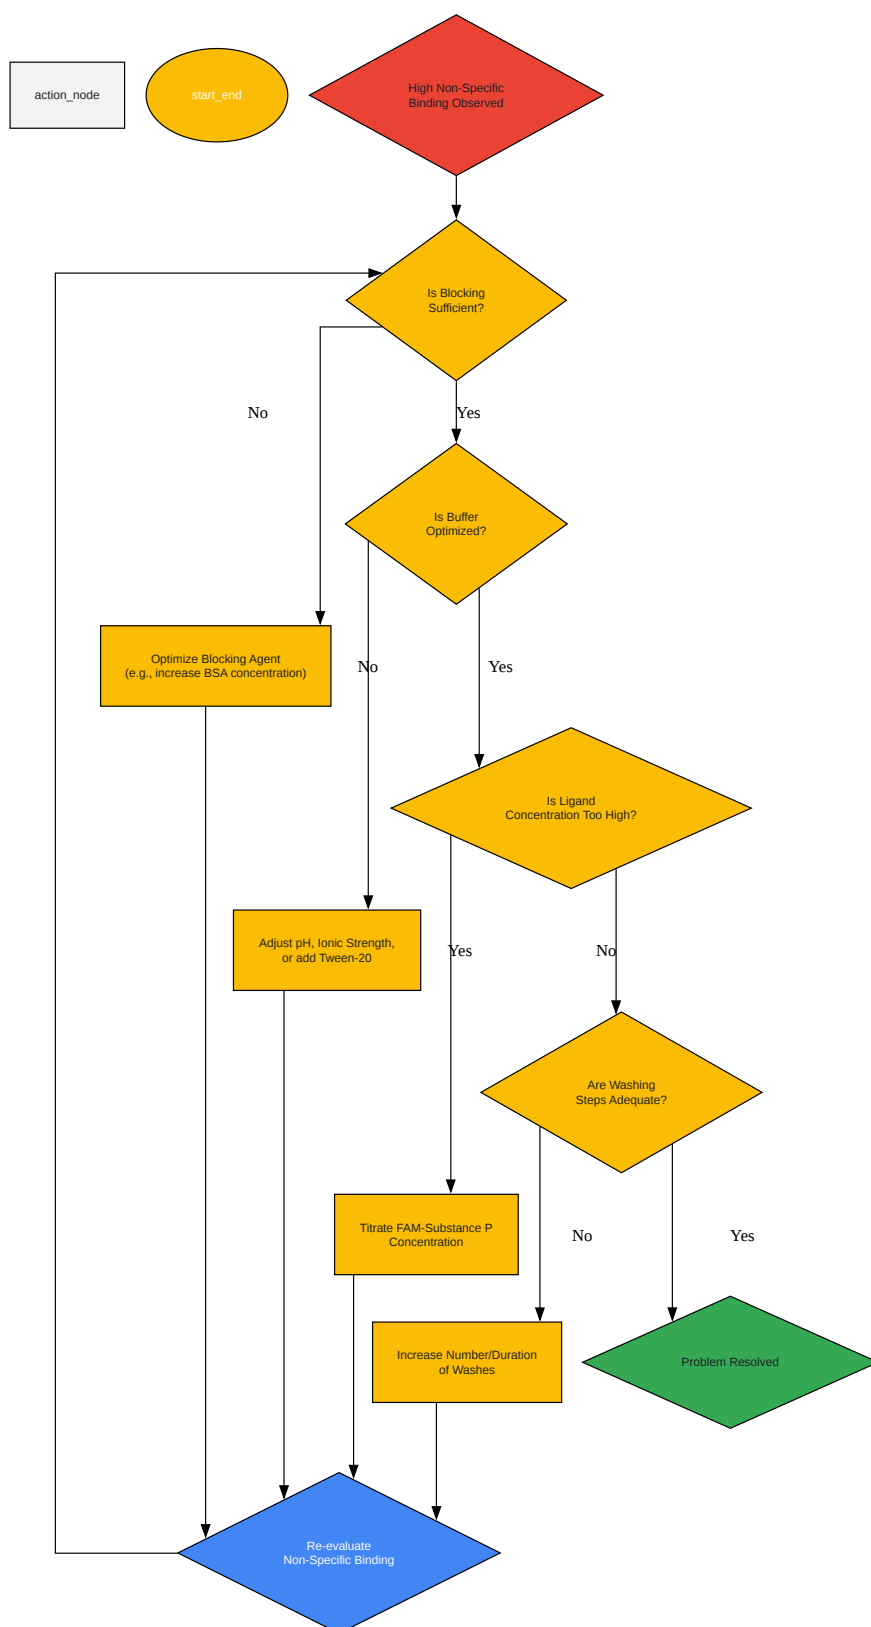 action_node
start_end
High Non-Specific
Binding Observed
Is Blocking
Sufficient?
No
Yes
Is Buffer
Optimized?
Optimize Blocking Agent
(e.g., increase BSA concentration)
No
Yes
Is Ligand
Concentration Too High?
Adjust pH, Ionic Strength,
or add Tween-20
Yes
No
Are Washing
Steps Adequate?
Titrate FAM-Substance P
Concentration
No
Yes
Increase Number/Duration
of Washes
Problem Resolved
Re-evaluate
Non-Specific Binding